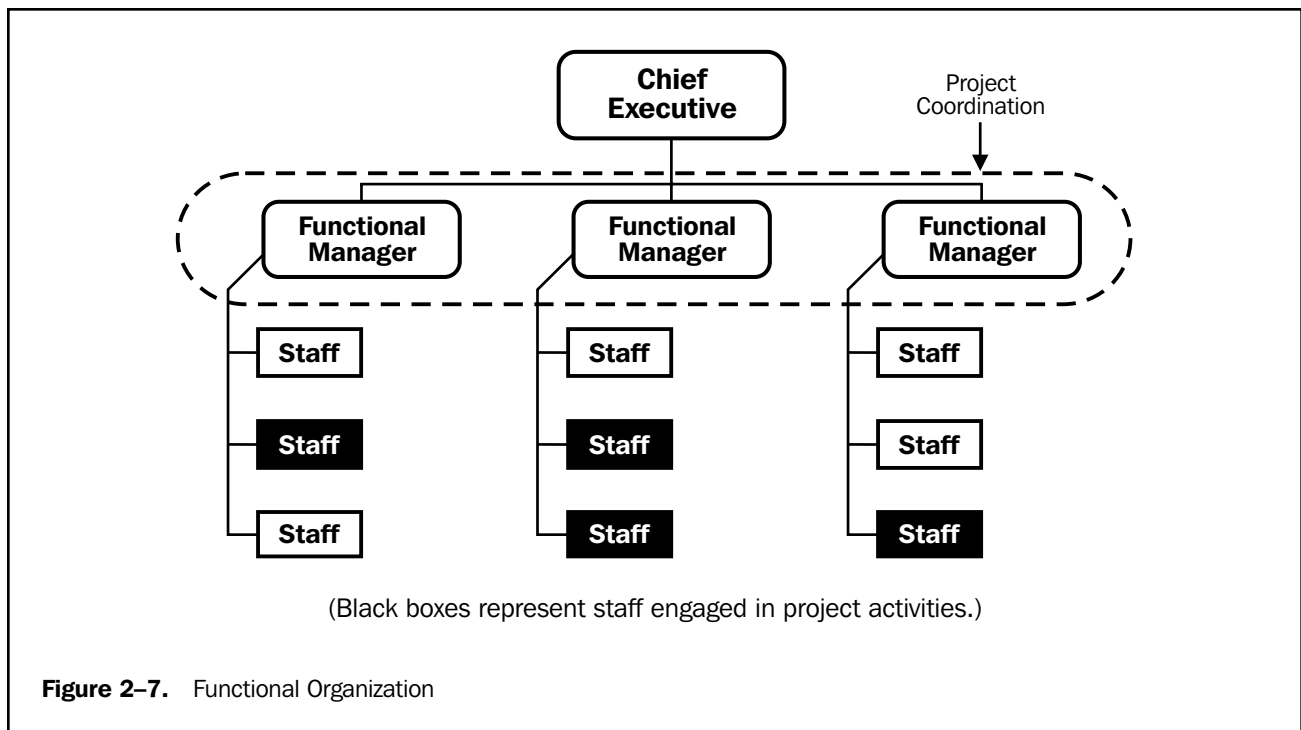 Chief
Executive
Project
Coordination
Functional
Manager
Functional
Manager
Functional
Manager
Staff
Staff
Staff
Staff
Staff
Staff
Staff
Staff
Staff
(Black boxes represent staff engaged in project activities.)
Figure 2–7. Functional Organization